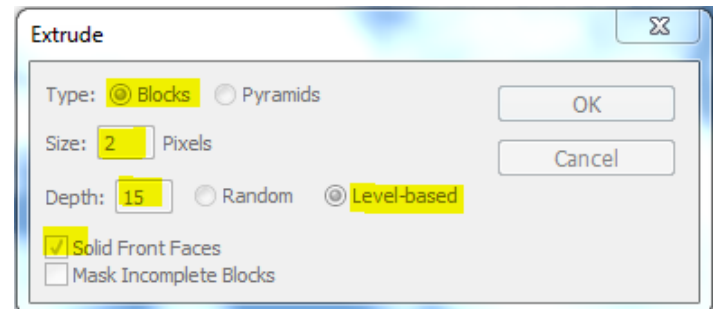 Extrude
Type: Blocks Pyramids
OK
Size: 2 Pixels
Cancel
Depth: 15 Random Level-based
Solid Front Faces
Mask Incomplete Blocks